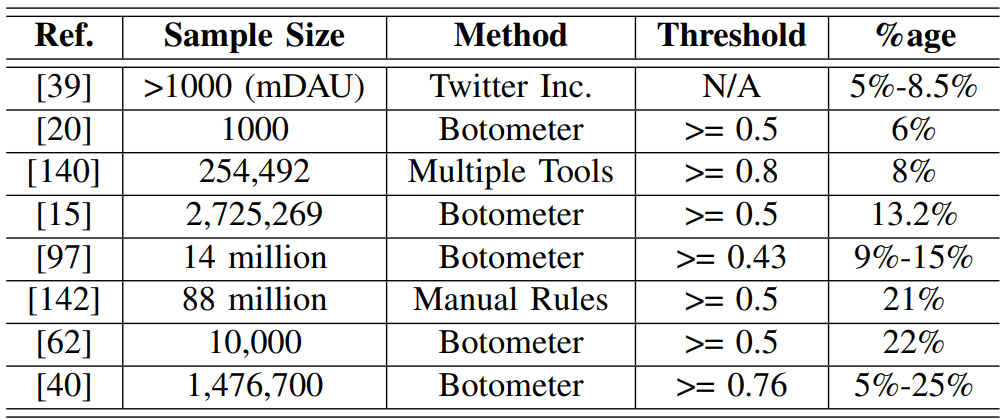 Ref. Sample Size Method Threshold %age
[39] >1000 (mDAU) Twitter Inc. N/A 5%-8.5%
[20] 1000 Botometer >= 0.5 6%
[140] 254,492 Multiple Tools >= 0.8 8%
[15] 2,725,269 Botometer >= 0.5 13.2%
[97] 14 million Botometer >= 0.43 9%-15%
[142] 88 million Manual Rules >= 0.5 21%
[62] 10,000 Botometer >= 0.5 22%
[40] 1,476,700 Botometer >= 0.76 5%-25%